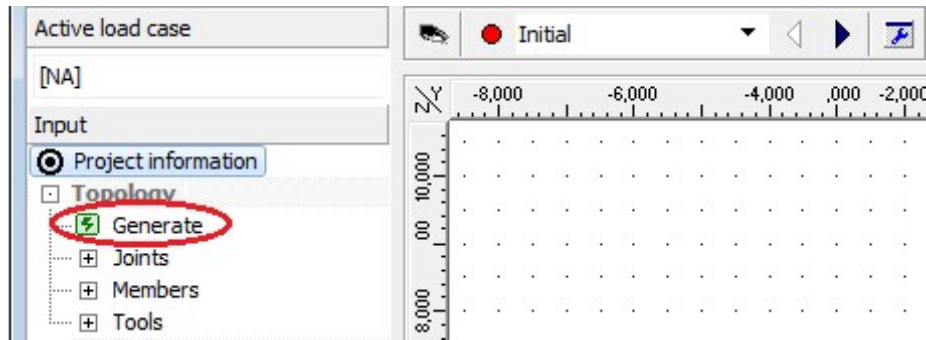 Active load case
[NA]
Input
Project information
Topology
Generate
Joints
Members
Tools
Initial
Y
Z
-8,000 -6,000 -4,000 ,000 -2,000
10,000
00
8,000